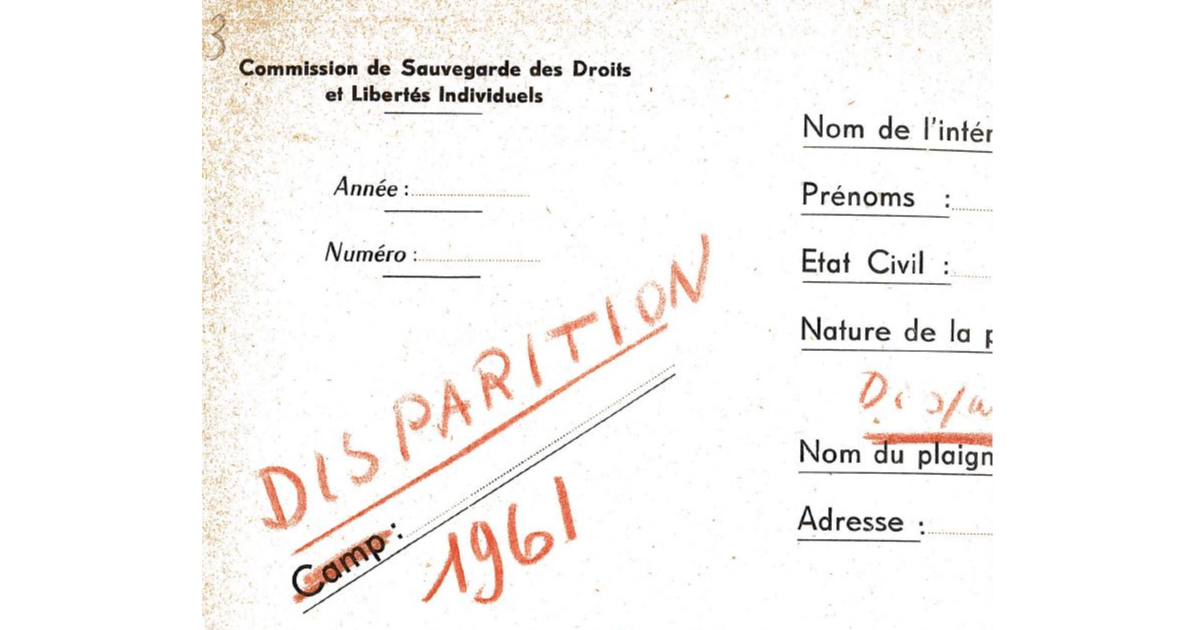 3
Commission de Sauvegarde des Droits
et Libertés Individuels
Année :
Numéro :
DISPARITION
Camp :
1961
Nom de l'intér
Prénoms :
Etat Civil :
Nature de la p
Nom du plaign
Adresse :